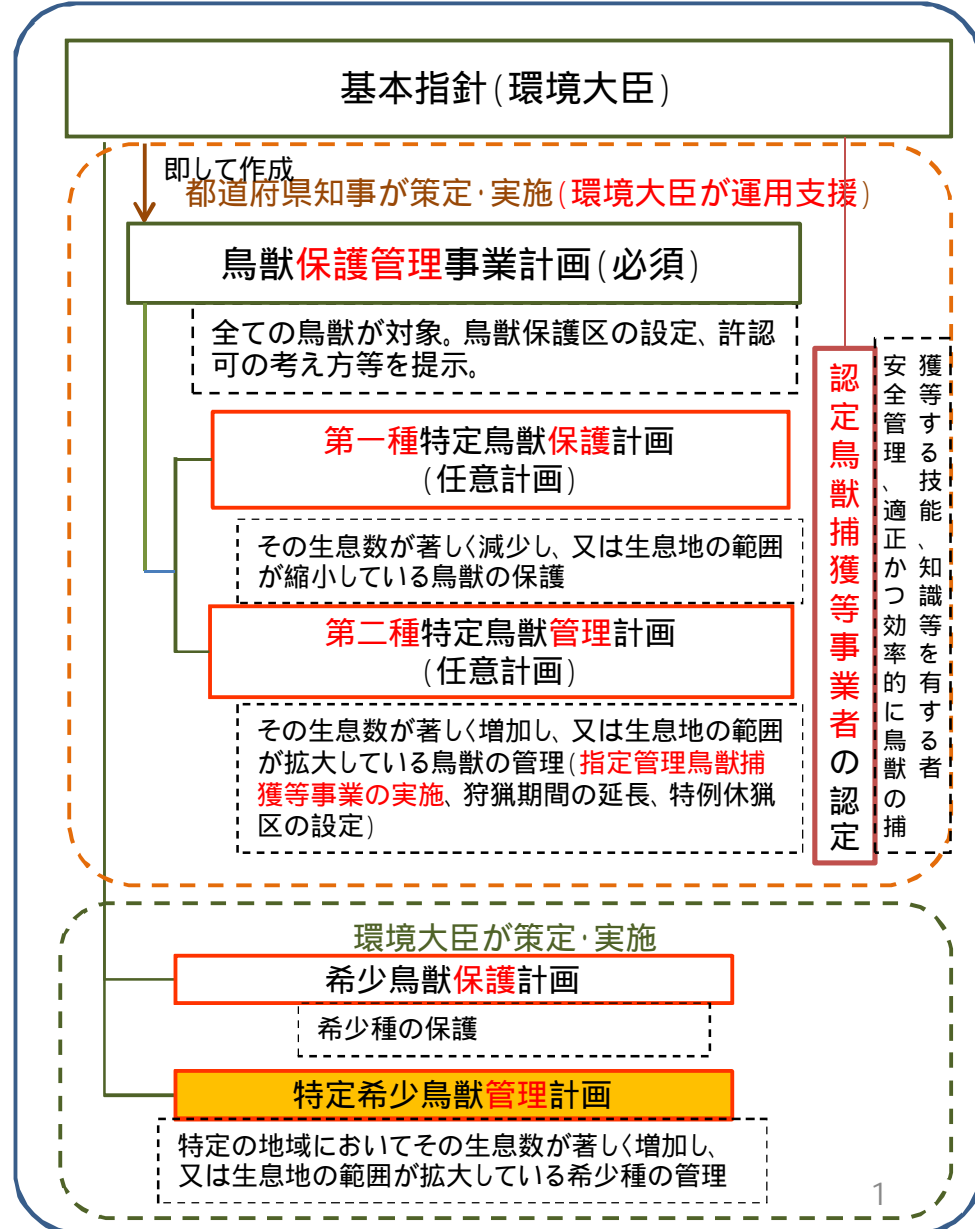 基本指針(環境大臣)
即して作成
都道府県知事が策定・実施(環境大臣が運用支援)
鳥獣保護管理事業計画(必須)
全ての鳥獣が対象。鳥獣保護区の設定、許認
可の考え方等を提示。
第一種特定鳥獣保護計画
(任意計画)
その生息数が著しく減少し、又は生息地の範囲
が縮小している鳥獣の保護
第二種特定鳥獣管理計画
(任意計画)
その生息数が著しく増加し、又は生息地の範囲
が拡大している鳥獣の管理(指定管理鳥獣捕
獲等事業の実施、狩猟期間の延長、特例休猟
区の設定)
認定鳥獣捕獲等事業者の認定
安全管理、適正かつ効率的に鳥獣の捕
獲等する技能、知識等を有する者
環境大臣が策定・実施
希少鳥獣保護計画
希少種の保護
特定希少鳥獣管理計画
特定の地域においてその生息数が著しく増加し、
又は生息地の範囲が拡大している希少種の管理
1